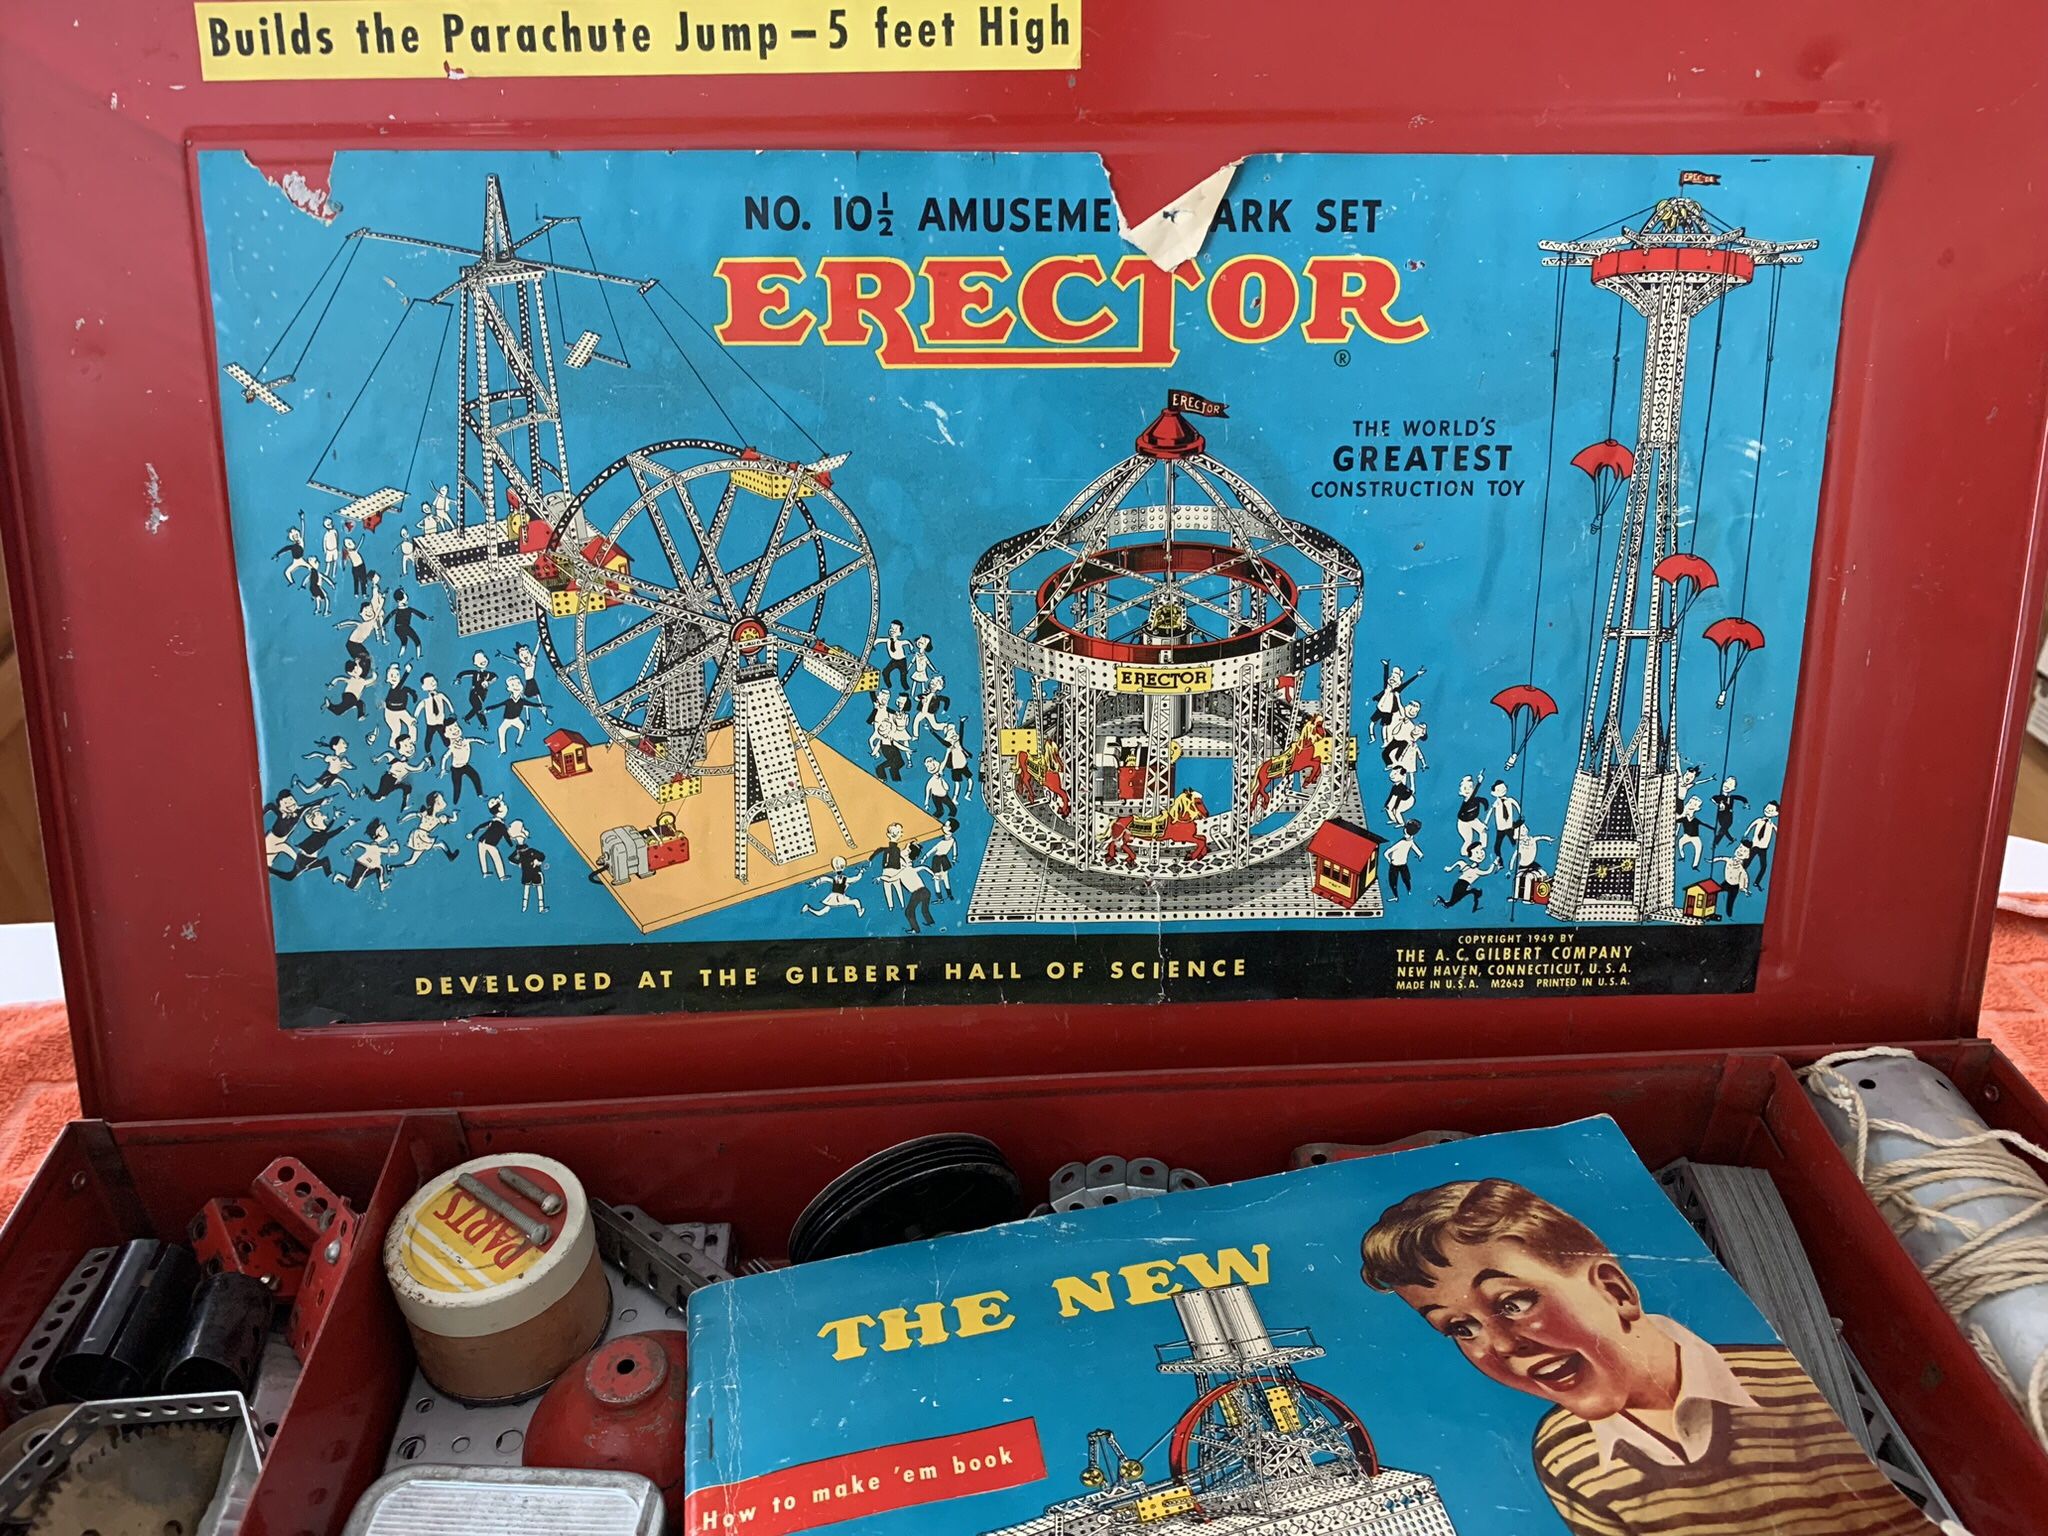 Builds the Parachute Jump – 5 feet High
NO. 10½ AMUSEME ARK SET
ERECTOR
®
ERECTOR
ERECTOR
THE WORLD'S
GREATEST
CONSTRUCTION TOY
ERECTOR
DEVELOPED AT THE GILBERT HALL OF SCIENCE
COPYRIGHT 1949 BY
THE A. C. GILBERT COMPANY
NEW HAVEN, CONNECTICUT, U. S. A.
MADE IN U.S.A. M2643 PRINTED IN U.S.A.
PARTS
THE NEW
How to make 'em book